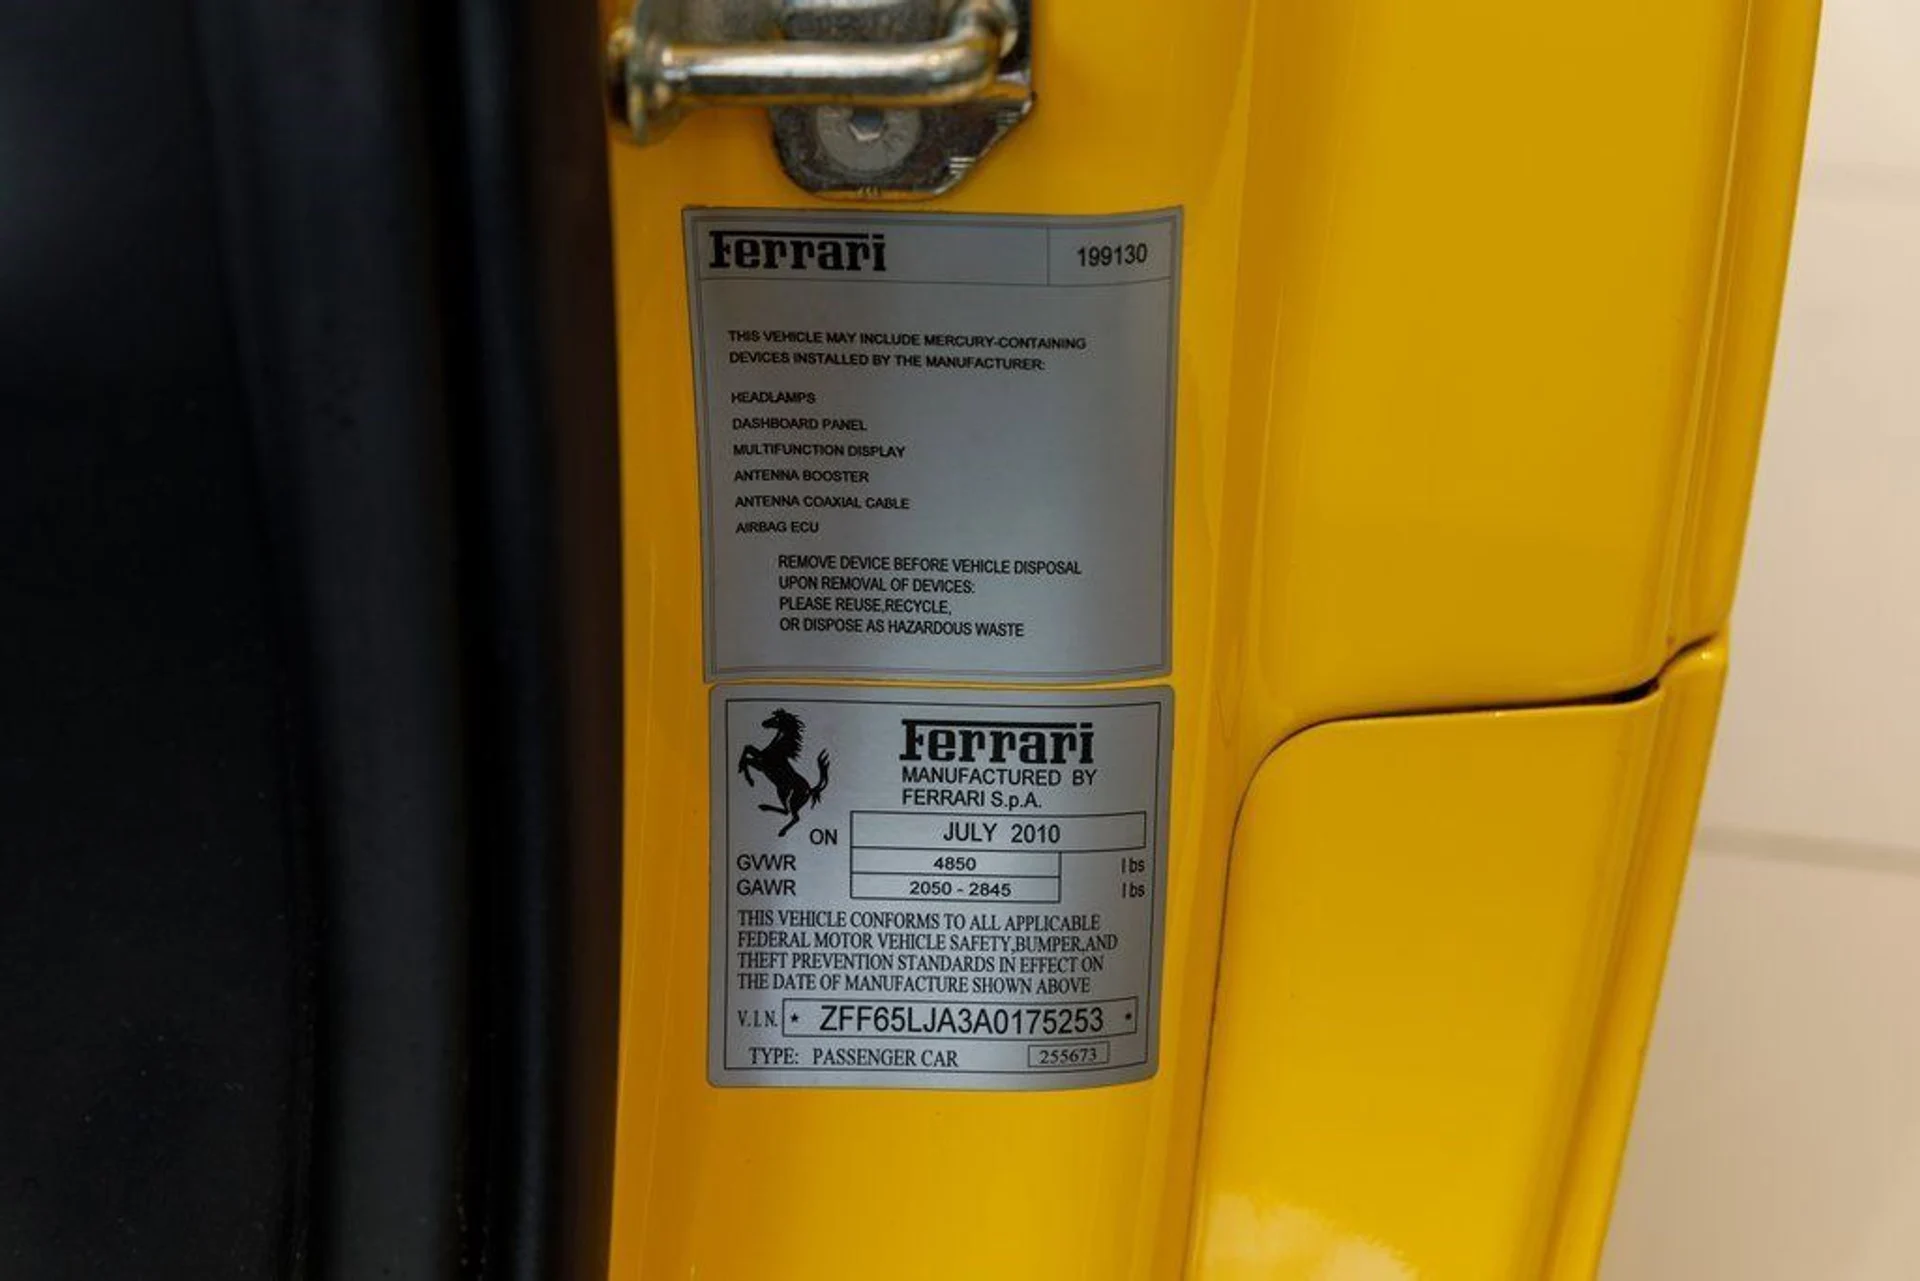 Ferrari 199130
THIS VEHICLE MAY INCLUDE MERCURY-CONTAINING
DEVICES INSTALLED BY THE MANUFACTURER:
HEADLAMPS
DASHBOARD PANEL
MULTIFUNCTION DISPLAY
ANTENNA BOOSTER
ANTENNA COAXIAL CABLE
AIRBAG ECU
REMOVE DEVICE BEFORE VEHICLE DISPOSAL
UPON REMOVAL OF DEVICES:
PLEASE REUSE,RECYCLE,
OR DISPOSE AS HAZARDOUS WASTE
Ferrari
MANUFACTURED BY
FERRARI S.p.A.
ON JULY 2010
GVWR 4850 lbs
GAWR 2050 - 2845 lbs
THIS VEHICLE CONFORMS TO ALL APPLICABLE
FEDERAL MOTOR VEHICLE SAFETY,BUMPER,AND
THEFT PREVENTION STANDARDS IN EFFECT ON
THE DATE OF MANUFACTURE SHOWN ABOVE
V.I.N. * ZFF65LJA3A0175253 *
TYPE: PASSENGER CAR 255673